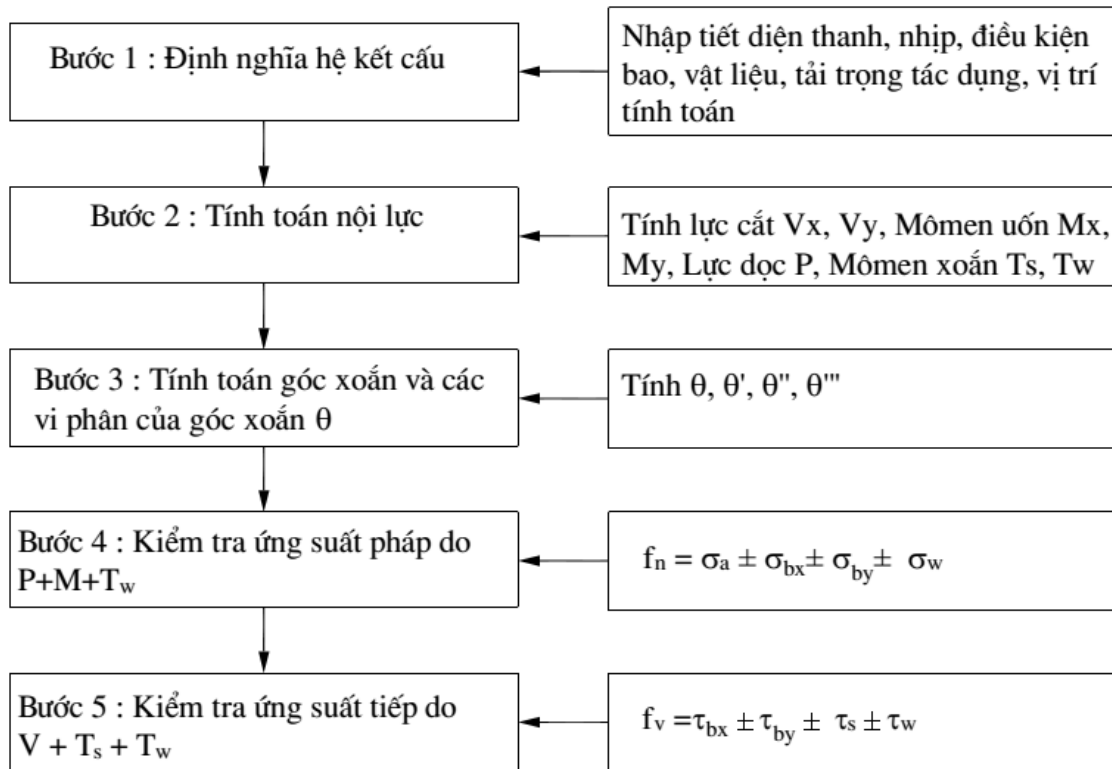 Bước 1 : Định nghĩa hệ kết cấu
Nhập tiết diện thanh, nhịp, điều kiện
bao, vật liệu, tải trọng tác dụng, vị trí
tính toán
Bước 2 : Tính toán nội lực
Tính lực cắt Vx, Vy, Mômen uốn Mx,
My, Lực dọc P, Mômen xoắn Ts, Tw
Bước 3 : Tính toán góc xoắn và các
vi phân của góc xoắn θ
Tính θ, θ', θ'', θ'''
Bước 4 : Kiểm tra ứng suất pháp do
P+M+Tw
fn = σa ± σbx ± σby ± σw
Bước 5 : Kiểm tra ứng suất tiếp do
V + Ts + Tw
fv =τbx ± τby ± τs ± τw